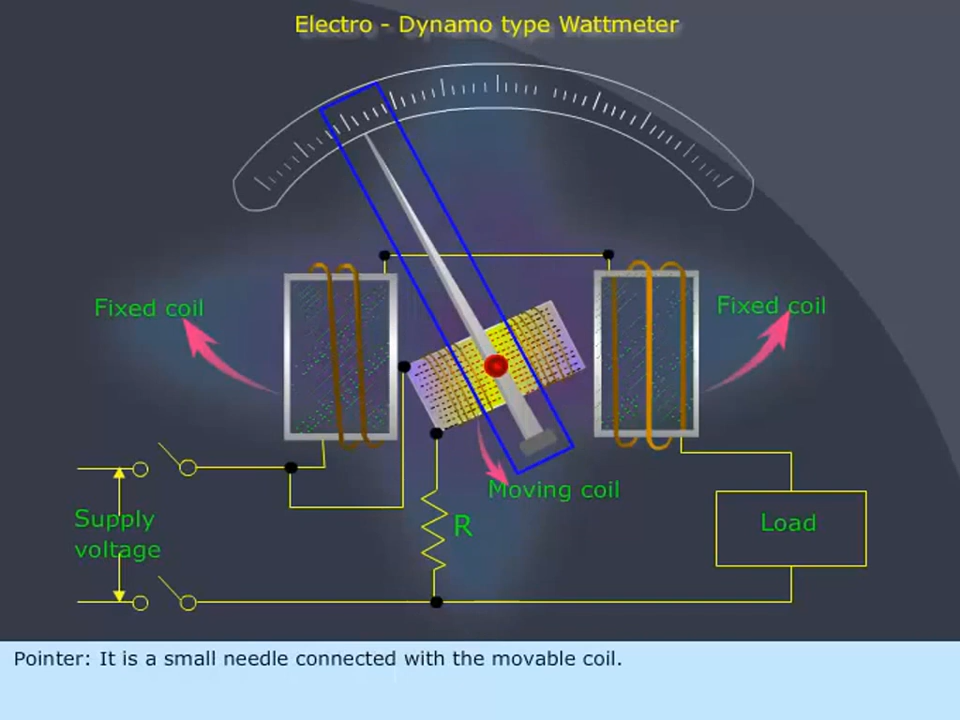 Electro - Dynamo type Wattmeter
Fixed coil
Fixed coil
Moving coil
Supply
voltage
R
Load
Pointer: It is a small needle connected with the movable coil.